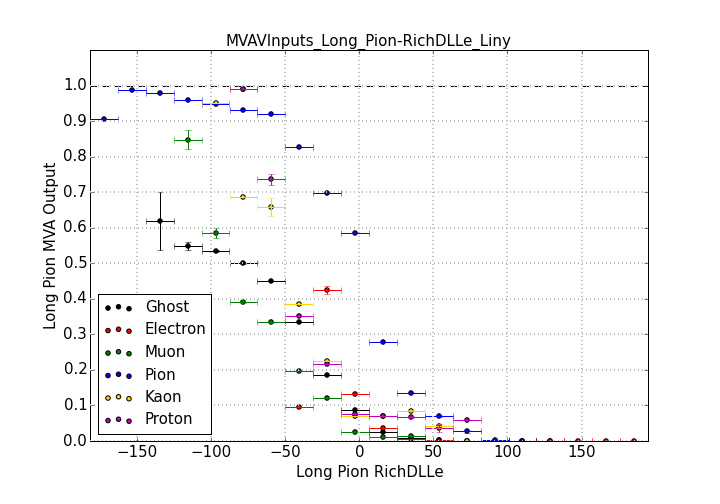 MVAVInputs_Long_Pion-RichDLLe_Liny
1.0
0.9
0.8
0.7
0.6
0.5
0.4
0.3
0.2
0.1
0.0
Long Pion MVA Output
Ghost
Electron
Muon
Pion
Kaon
Proton
−150 −100 −50 0 50 100 150
Long Pion RichDLLe